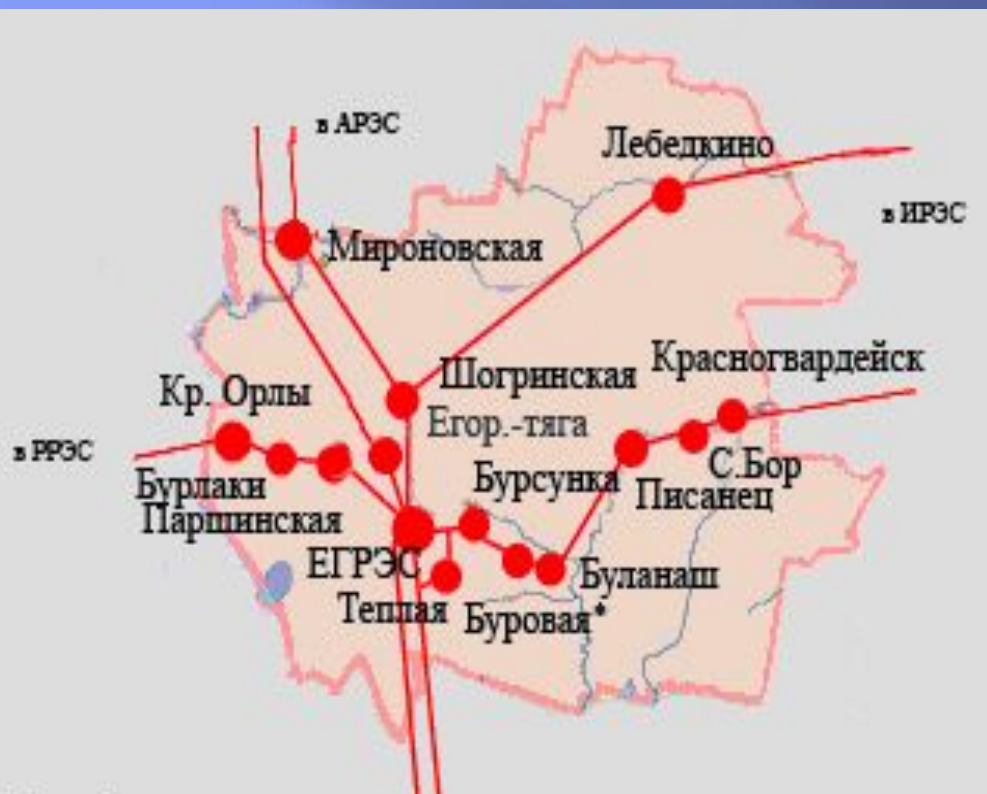 в АРЭС
Лебедкино
в ИРЭС
Мироновская
Шогринская
Красногвардейск
Кр. Орлы
Егор.-тяга
в РРЭС
С.Бор
Бурсунка
Писанец
Бурлаки
Паршинская
ЕГРЭС
Буланаш
Теплая
Буровая*